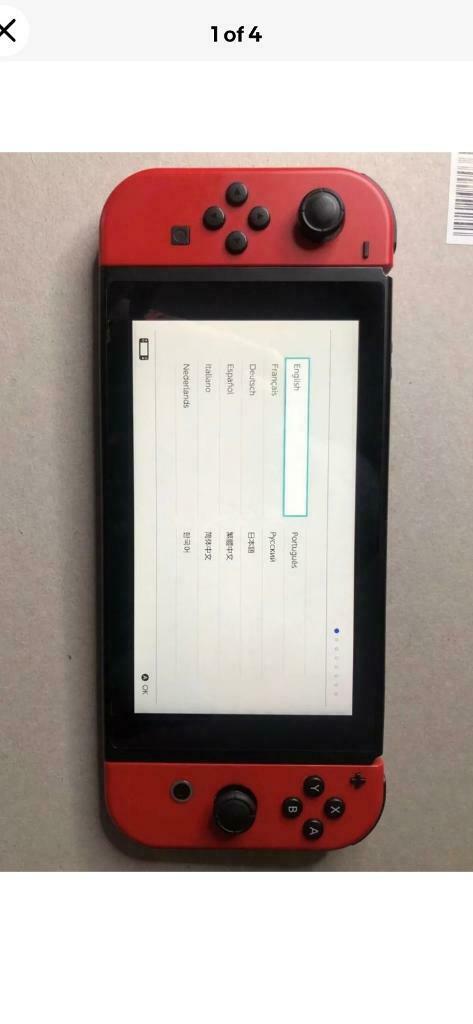 1 of 4
English
Français
Deutsch
Español
Italiano
Nederlands
Português
Русский
日本語
繁體中文
简体中文
한국어
A OK
X
Y
A
B